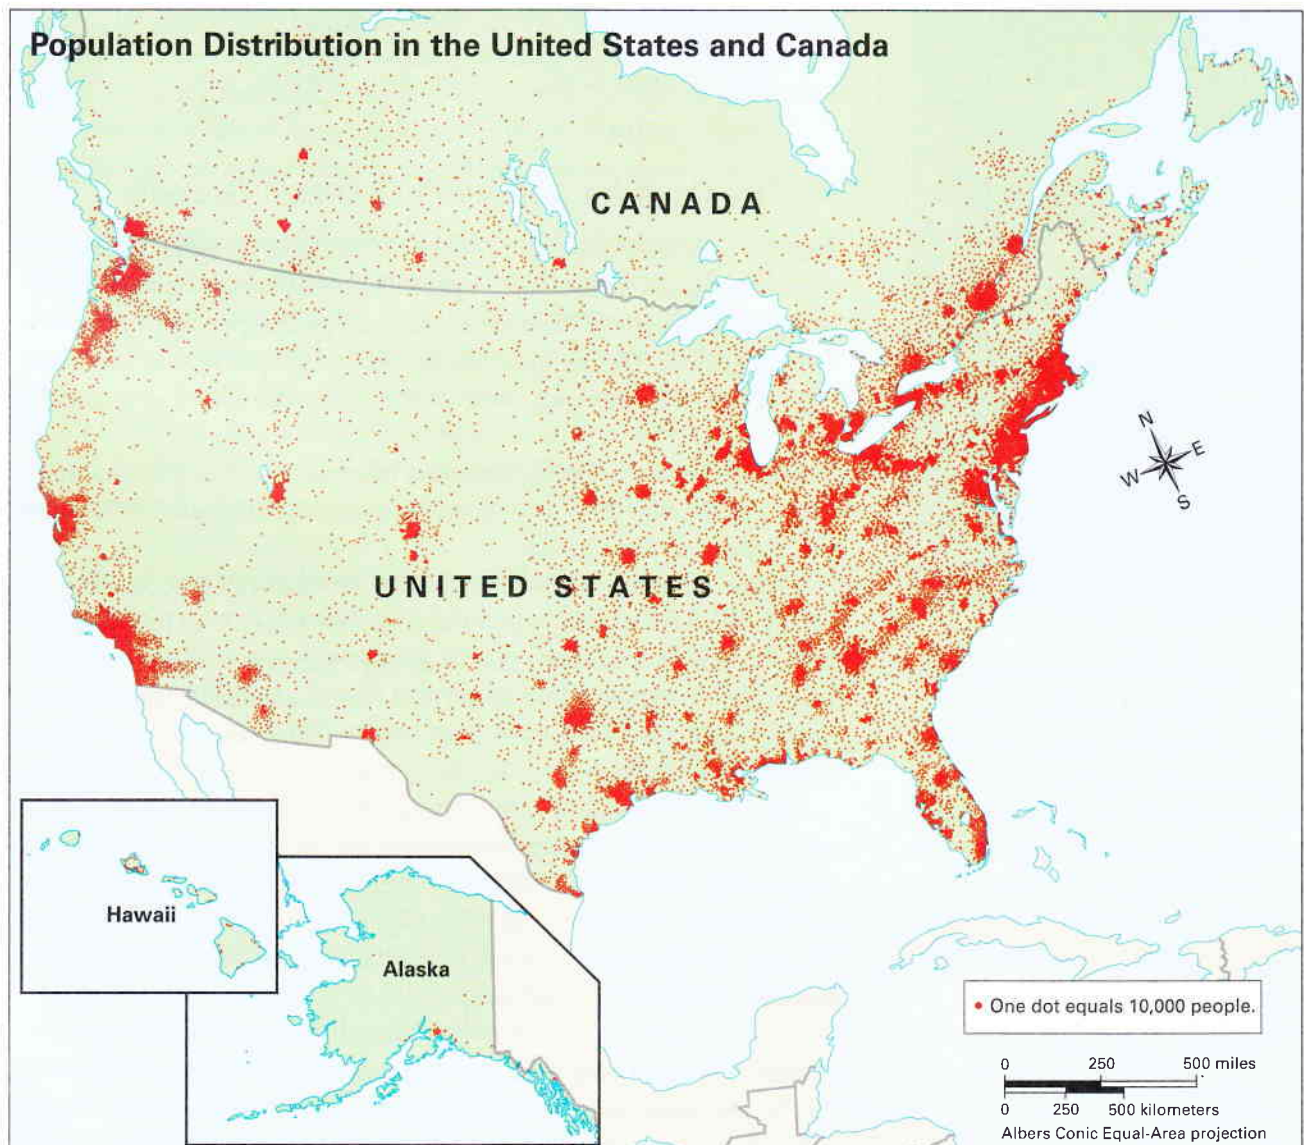 Population Distribution in the United States and Canada
CANADA
N
E
W
S
UNITED STATES
Hawaii
Alaska
One dot equals 10,000 people.
0 250 500 miles
0 250 500 kilometers
Albers Conic Equal-Area projection